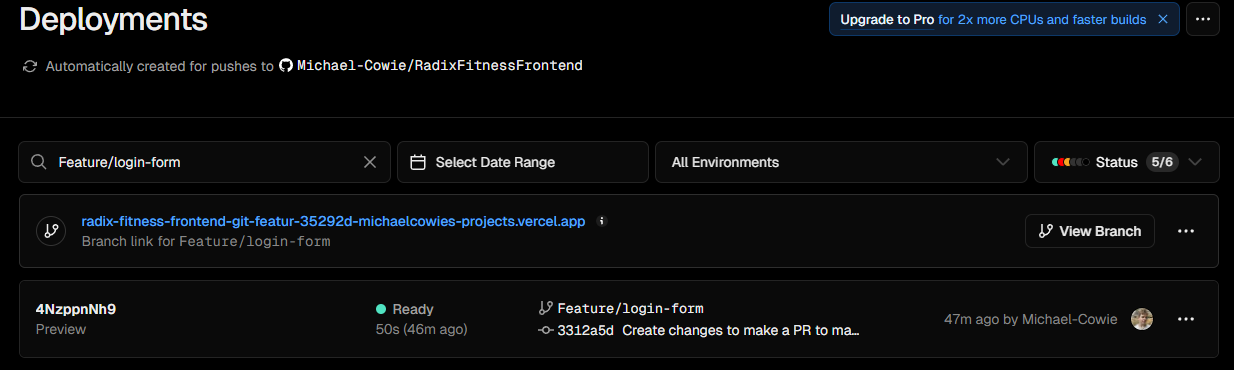 Deployments
Upgrade to Pro for 2x more CPUs and faster builds
Automatically created for pushes to Michael-Cowie/RadixFitnessFrontend
Feature/login-form
Select Date Range
All Environments
Status 5/6
radix-fitness-frontend-git-featur-35292d-michaelcowies-projects.vercel.app
Branch link for Feature/login-form
View Branch
4NzppnNh9
Preview
Ready
50s (46m ago)
Feature/login-form
3312a5d Create changes to make a PR to ma…
47m ago by Michael-Cowie